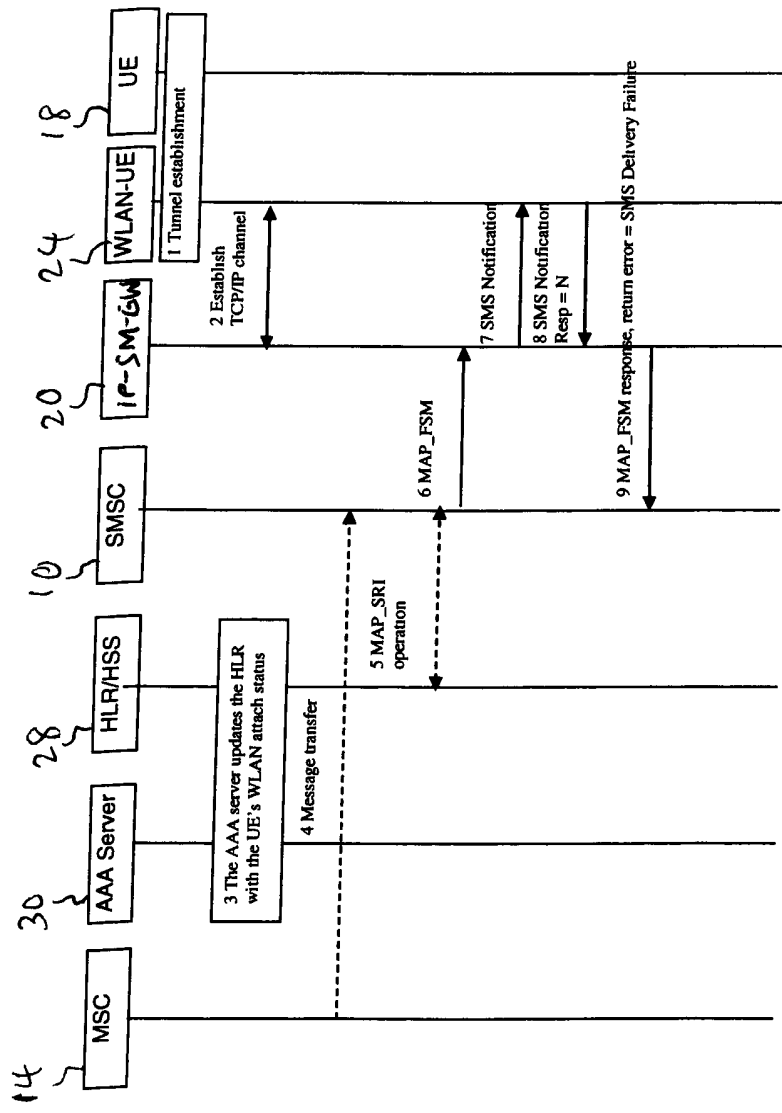 14
30
28
10
20
24
18
MSC
AAA Server
HLR/HSS
SMSC
IP-SM-GW
WLAN-UE
UE
1 Tunnel establishment
2 Establish
TCP/IP channel
3 The AAA server updates the HLR
with the UE's WLAN attach status
4 Message transfer
5 MAP_SRI
operation
6 MAP_FSM
7 SMS Notification
8 SMS Notification
Resp = N
9 MAP_FSM response, return error = SMS Delivery Failure